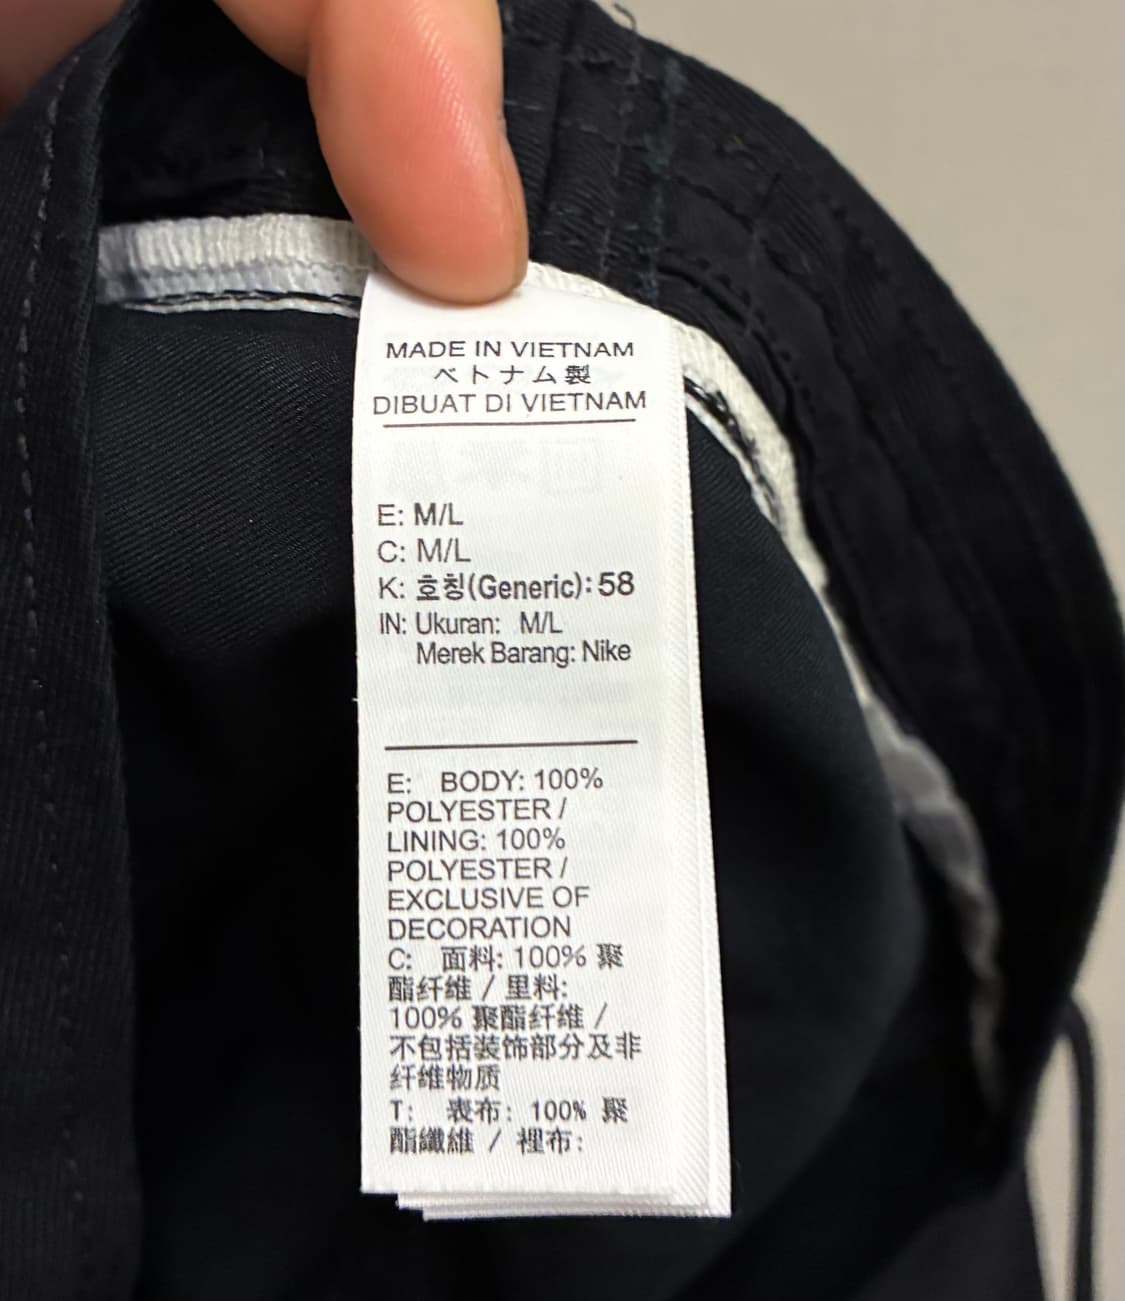 MADE IN VIETNAM
ベトナム製
DIBUAT DI VIETNAM
E: M/L
C: M/L
K: 호칭(Generic): 58
IN: Ukuran: M/L
Merek Barang: Nike
E: BODY: 100%
POLYESTER /
LINING: 100%
POLYESTER /
EXCLUSIVE OF
DECORATION
C: 面料: 100% 聚
酯纤维 / 里料:
100% 聚酯纤维 /
不包括装饰部分及非
纤维物质
T: 表布: 100% 聚
酯纖維 / 裡布: